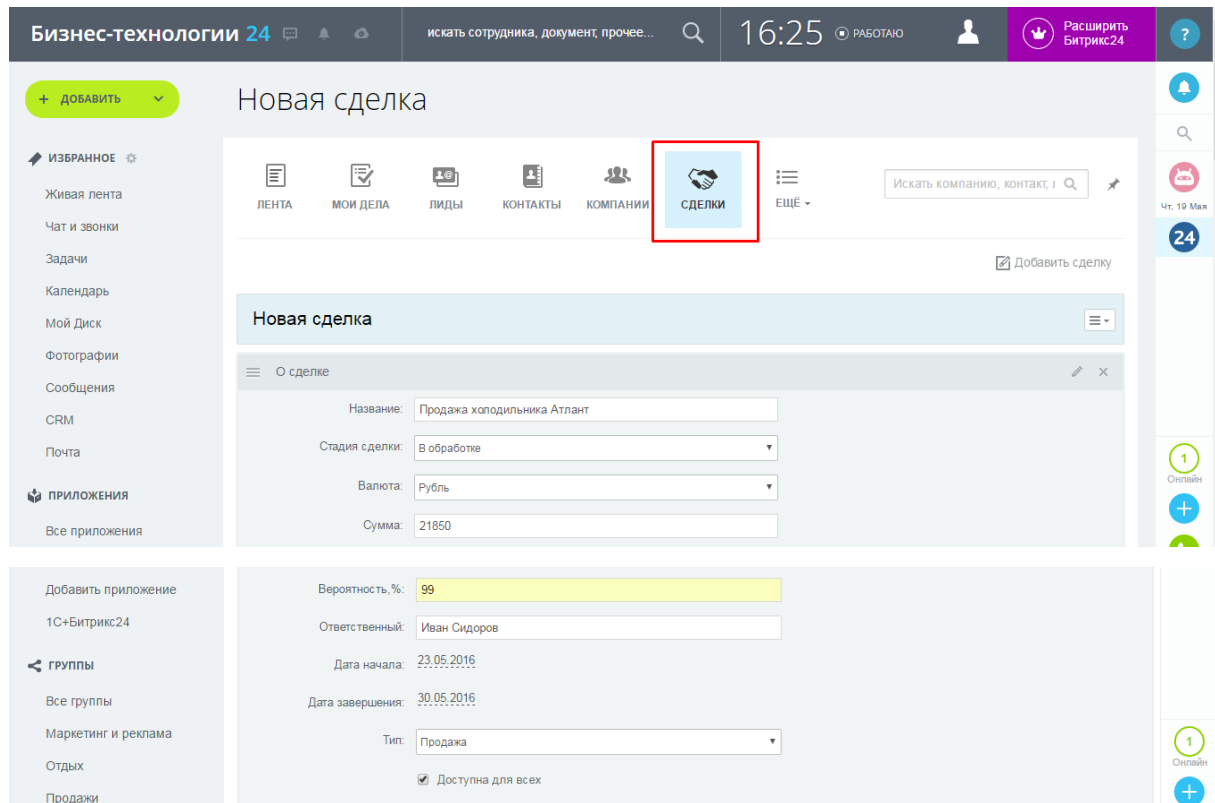 Бизнес-технологии 24
искать сотрудника, документ, прочее...
16:25 РАБОТАЮ
Расширить
Битрикс24
?
+ ДОБАВИТЬ
Новая сделка
ИЗБРАННОЕ
Живая лента
Чат и звонки
Задачи
Календарь
Мой Диск
Фотографии
Сообщения
CRM
Почта
ПРИЛОЖЕНИЯ
Все приложения
ЛЕНТА
МОИ ДЕЛА
ЛИДЫ
КОНТАКТЫ
КОМПАНИИ
СДЕЛКИ
ЕЩЁ
Искать компанию, контакт,
Добавить сделку
Новая сделка
О сделке
Название: Продажа холодильника Атлант
Стадия сделки: В обработке
Валюта: Рубль
Сумма: 21850
Чт, 19 Мая
24
1
Онлайн
Добавить приложение
1С+Битрикс24
ГРУППЫ
Все группы
Маркетинг и реклама
Отдых
Продажи
Вероятность,%: 99
Ответственный: Иван Сидоров
Дата начала: 23.05.2016
Дата завершения: 30.05.2016
Тип: Продажа
Доступна для всех
1
Онлайн